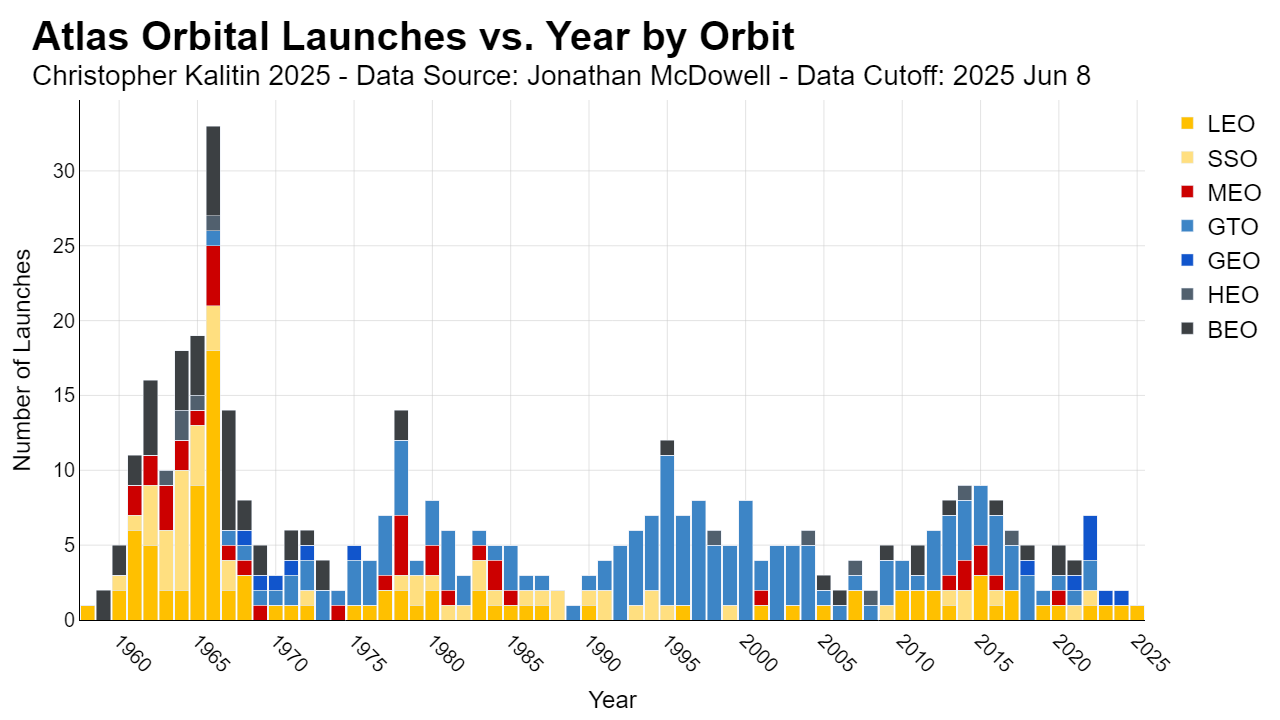 Atlas Orbital Launches vs. Year by Orbit
Christopher Kalitin 2025 - Data Source: Jonathan McDowell - Data Cutoff: 2025 Jun 8
LEO
SSO
MEO
GTO
GEO
HEO
BEO
Number of Launches
30
25
20
15
10
5
0
1960
1965
1970
1975
1980
1985
1990
1995
2000
2005
2010
2015
2020
2025
Year